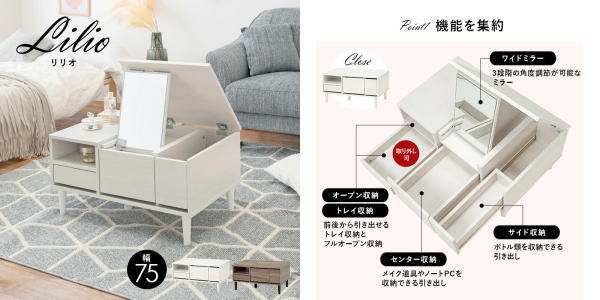 Lilio
リリオ
幅
75
Point1 機能を集約
Close
ワイドミラー
3段階の角度調節が可能な
ミラー
取り外し
可
オープン収納
トレイ収納
前後から引き出せる
トレイ収納と
フルオープン収納
センター収納
メイク道具やノートPCを
収納できる引き出し
サイド収納
ボトル類を収納できる
引き出し